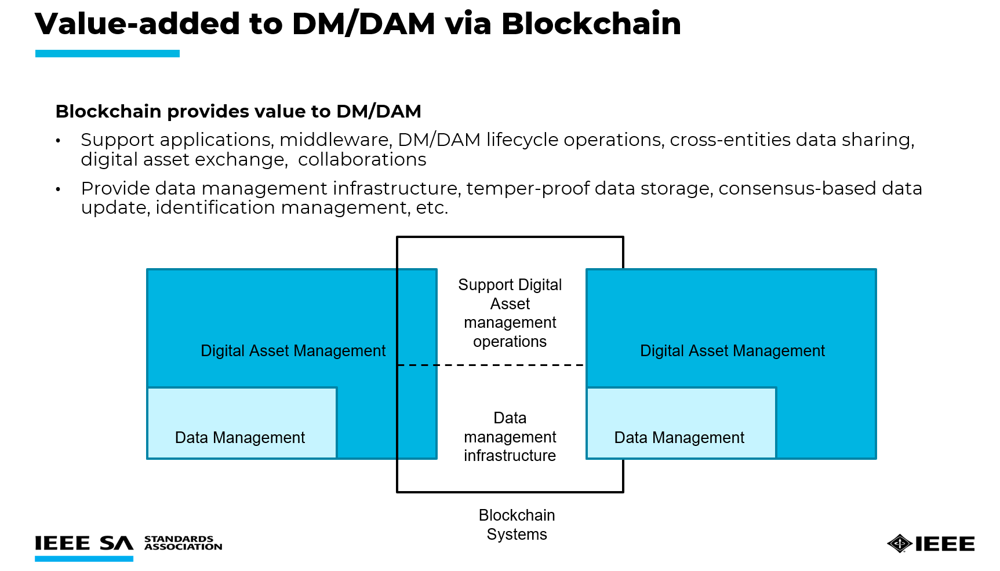 Value-added to DM/DAM via Blockchain
Blockchain provides value to DM/DAM
• Support applications, middleware, DM/DAM lifecycle operations, cross-entities data sharing,
digital asset exchange,  collaborations
• Provide data management infrastructure, temper-proof data storage, consensus-based data
update, identification management, etc.
Digital Asset Management
Data Management
Support Digital
Asset
management
operations
Data
management
infrastructure
Digital Asset Management
Data Management
Blockchain
Systems
IEEE SA
STANDARDS
ASSOCIATION
IEEE